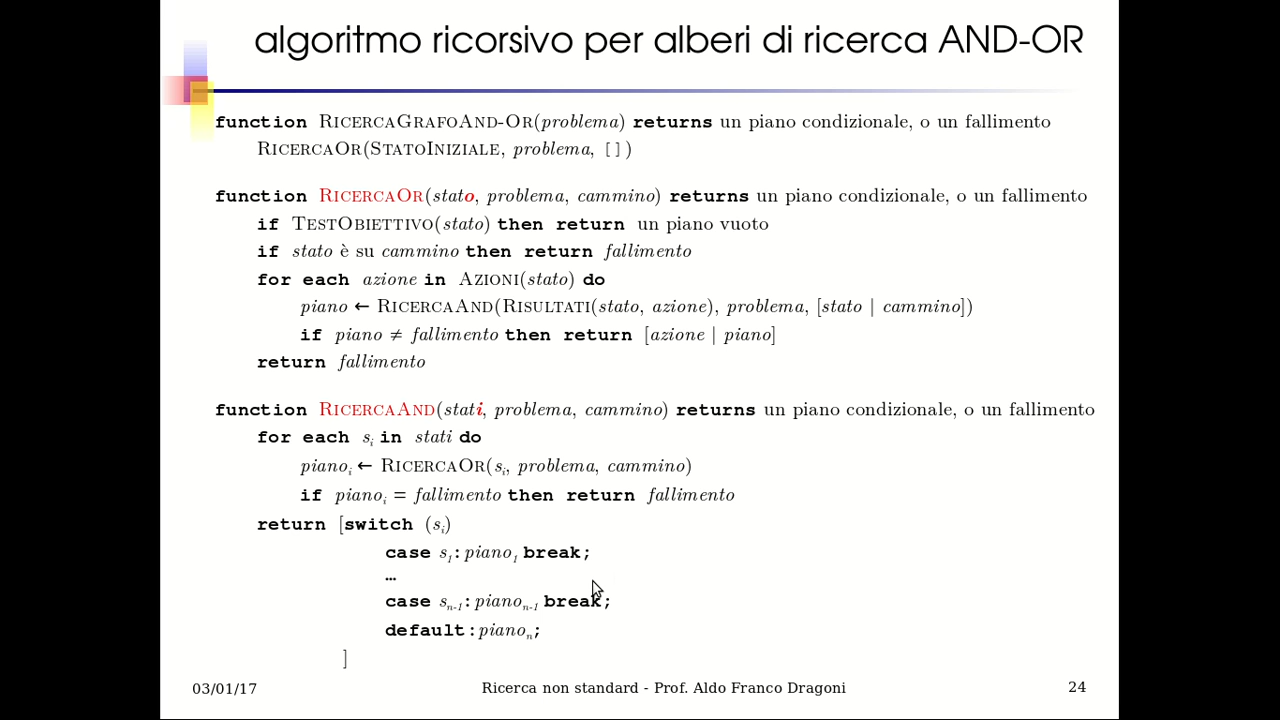 algoritmo ricorsivo per alberi di ricerca AND-OR
function RICERCAGRAFOAND-OR(problema) returns un piano condizionale, o un fallimento
RICERCAOR(STATOINIZIALE, problema, [ ] )
function RICERCAOR(stato, problema, cammino) returns un piano condizionale, o un fallimento
if TESTOBIETTIVO(stato) then return un piano vuoto
if stato è su cammino then return fallimento
for each azione in AZIONI(stato) do
piano ← RICERCAAND(RISULTATI(stato, azione), problema, [stato | cammino])
if piano ≠ fallimento then return [azione | piano]
return fallimento
function RICERCAAND(stati, problema, cammino) returns un piano condizionale, o un fallimento
for each sᵢ in stati do
pianoᵢ ← RICERCAOR(sᵢ, problema, cammino)
if pianoᵢ = fallimento then return fallimento
return [switch (sᵢ)
case s₁: piano₁ break;
…
case sₙ₋₁: pianoₙ₋₁ break;
default: pianoₙ;
]
03/01/17 Ricerca non standard - Prof. Aldo Franco Dragoni 24